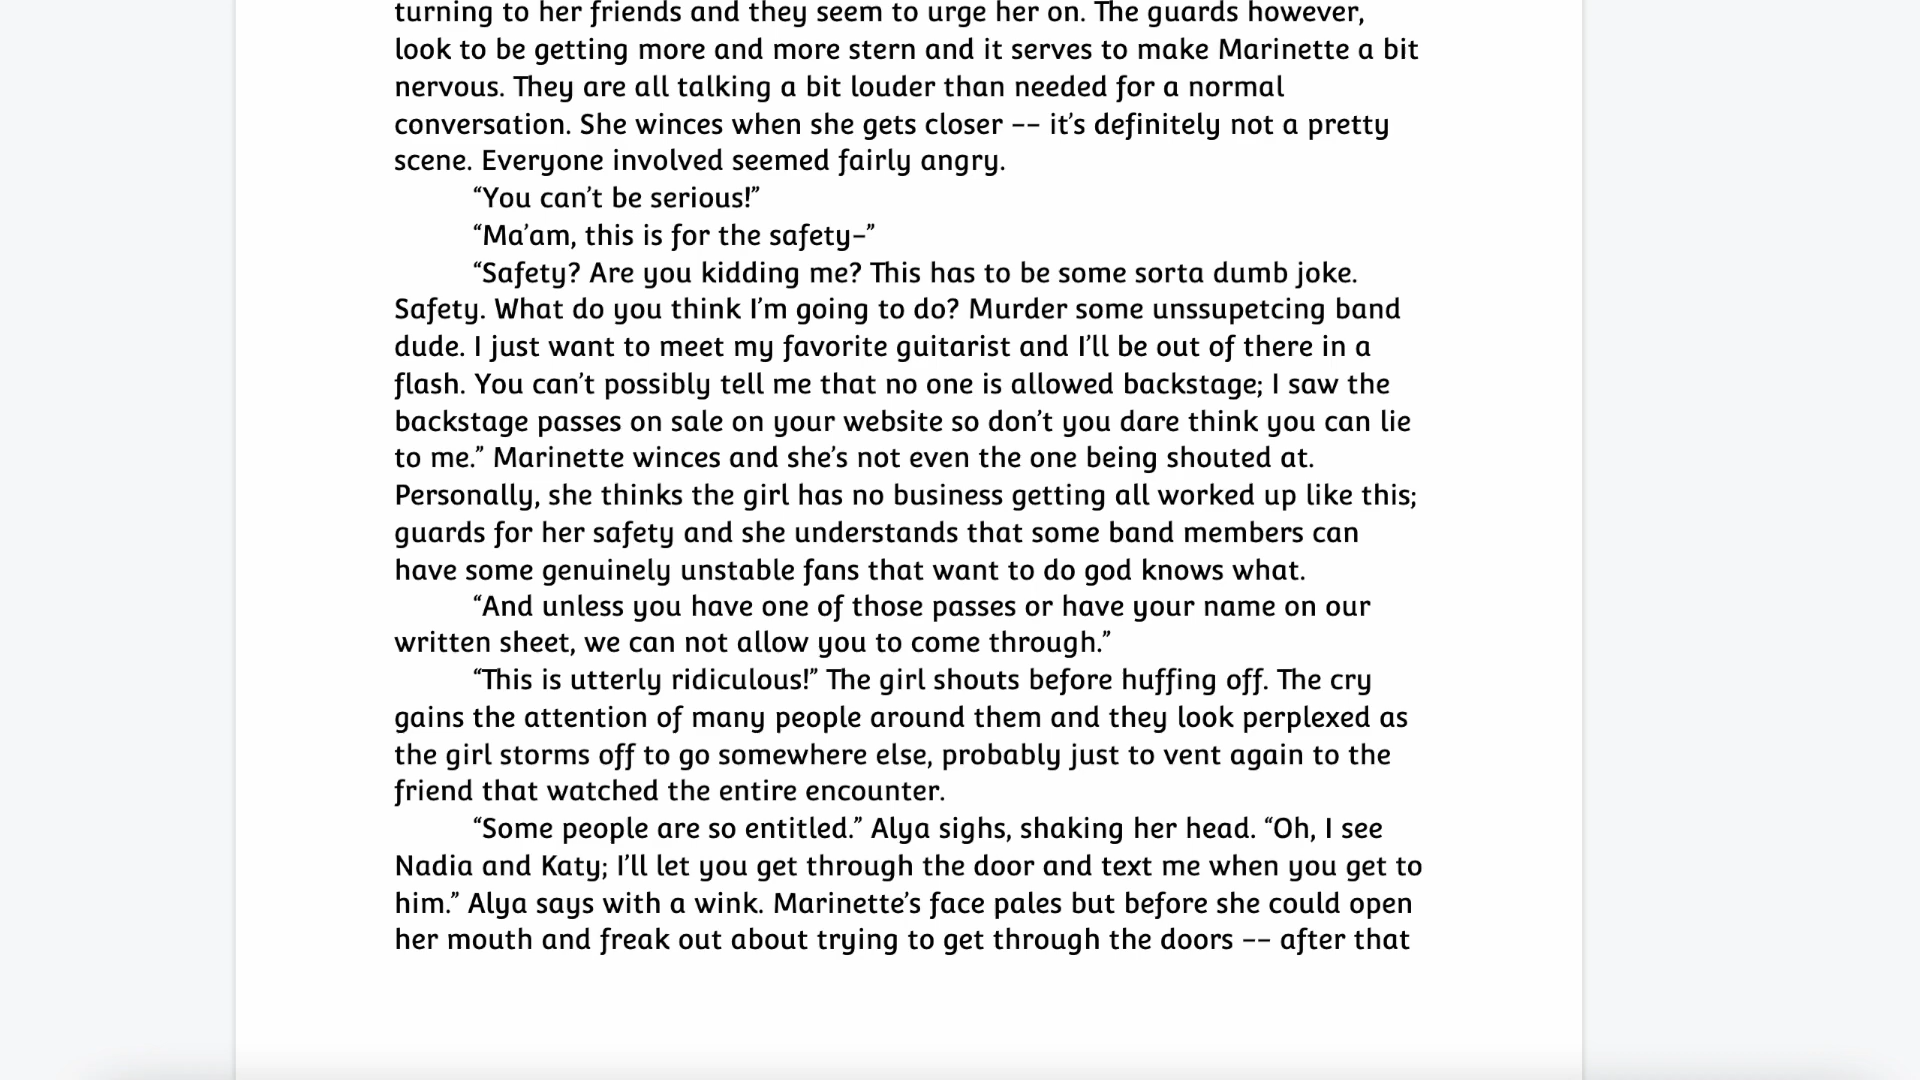 turning to her friends and they seem to urge her on. The guards however,
look to be getting more and more stern and it serves to make Marinette a bit
nervous. They are all talking a bit louder than needed for a normal
conversation. She winces when she gets closer -- it’s definitely not a pretty
scene. Everyone involved seemed fairly angry.
“You can’t be serious!”
“Ma’am, this is for the safety-”
“Safety? Are you kidding me? This has to be some sorta dumb joke.
Safety. What do you think I’m going to do? Murder some unssupetcing band
dude. I just want to meet my favorite guitarist and I’ll be out of there in a
flash. You can’t possibly tell me that no one is allowed backstage; I saw the
backstage passes on sale on your website so don’t you dare think you can lie
to me.” Marinette winces and she’s not even the one being shouted at.
Personally, she thinks the girl has no business getting all worked up like this;
guards for her safety and she understands that some band members can
have some genuinely unstable fans that want to do god knows what.
“And unless you have one of those passes or have your name on our
written sheet, we can not allow you to come through.”
“This is utterly ridiculous!” The girl shouts before huffing off. The cry
gains the attention of many people around them and they look perplexed as
the girl storms off to go somewhere else, probably just to vent again to the
friend that watched the entire encounter.
“Some people are so entitled.” Alya sighs, shaking her head. “Oh, I see
Nadia and Katy; I’ll let you get through the door and text me when you get to
him.” Alya says with a wink. Marinette’s face pales but before she could open
her mouth and freak out about trying to get through the doors -- after that